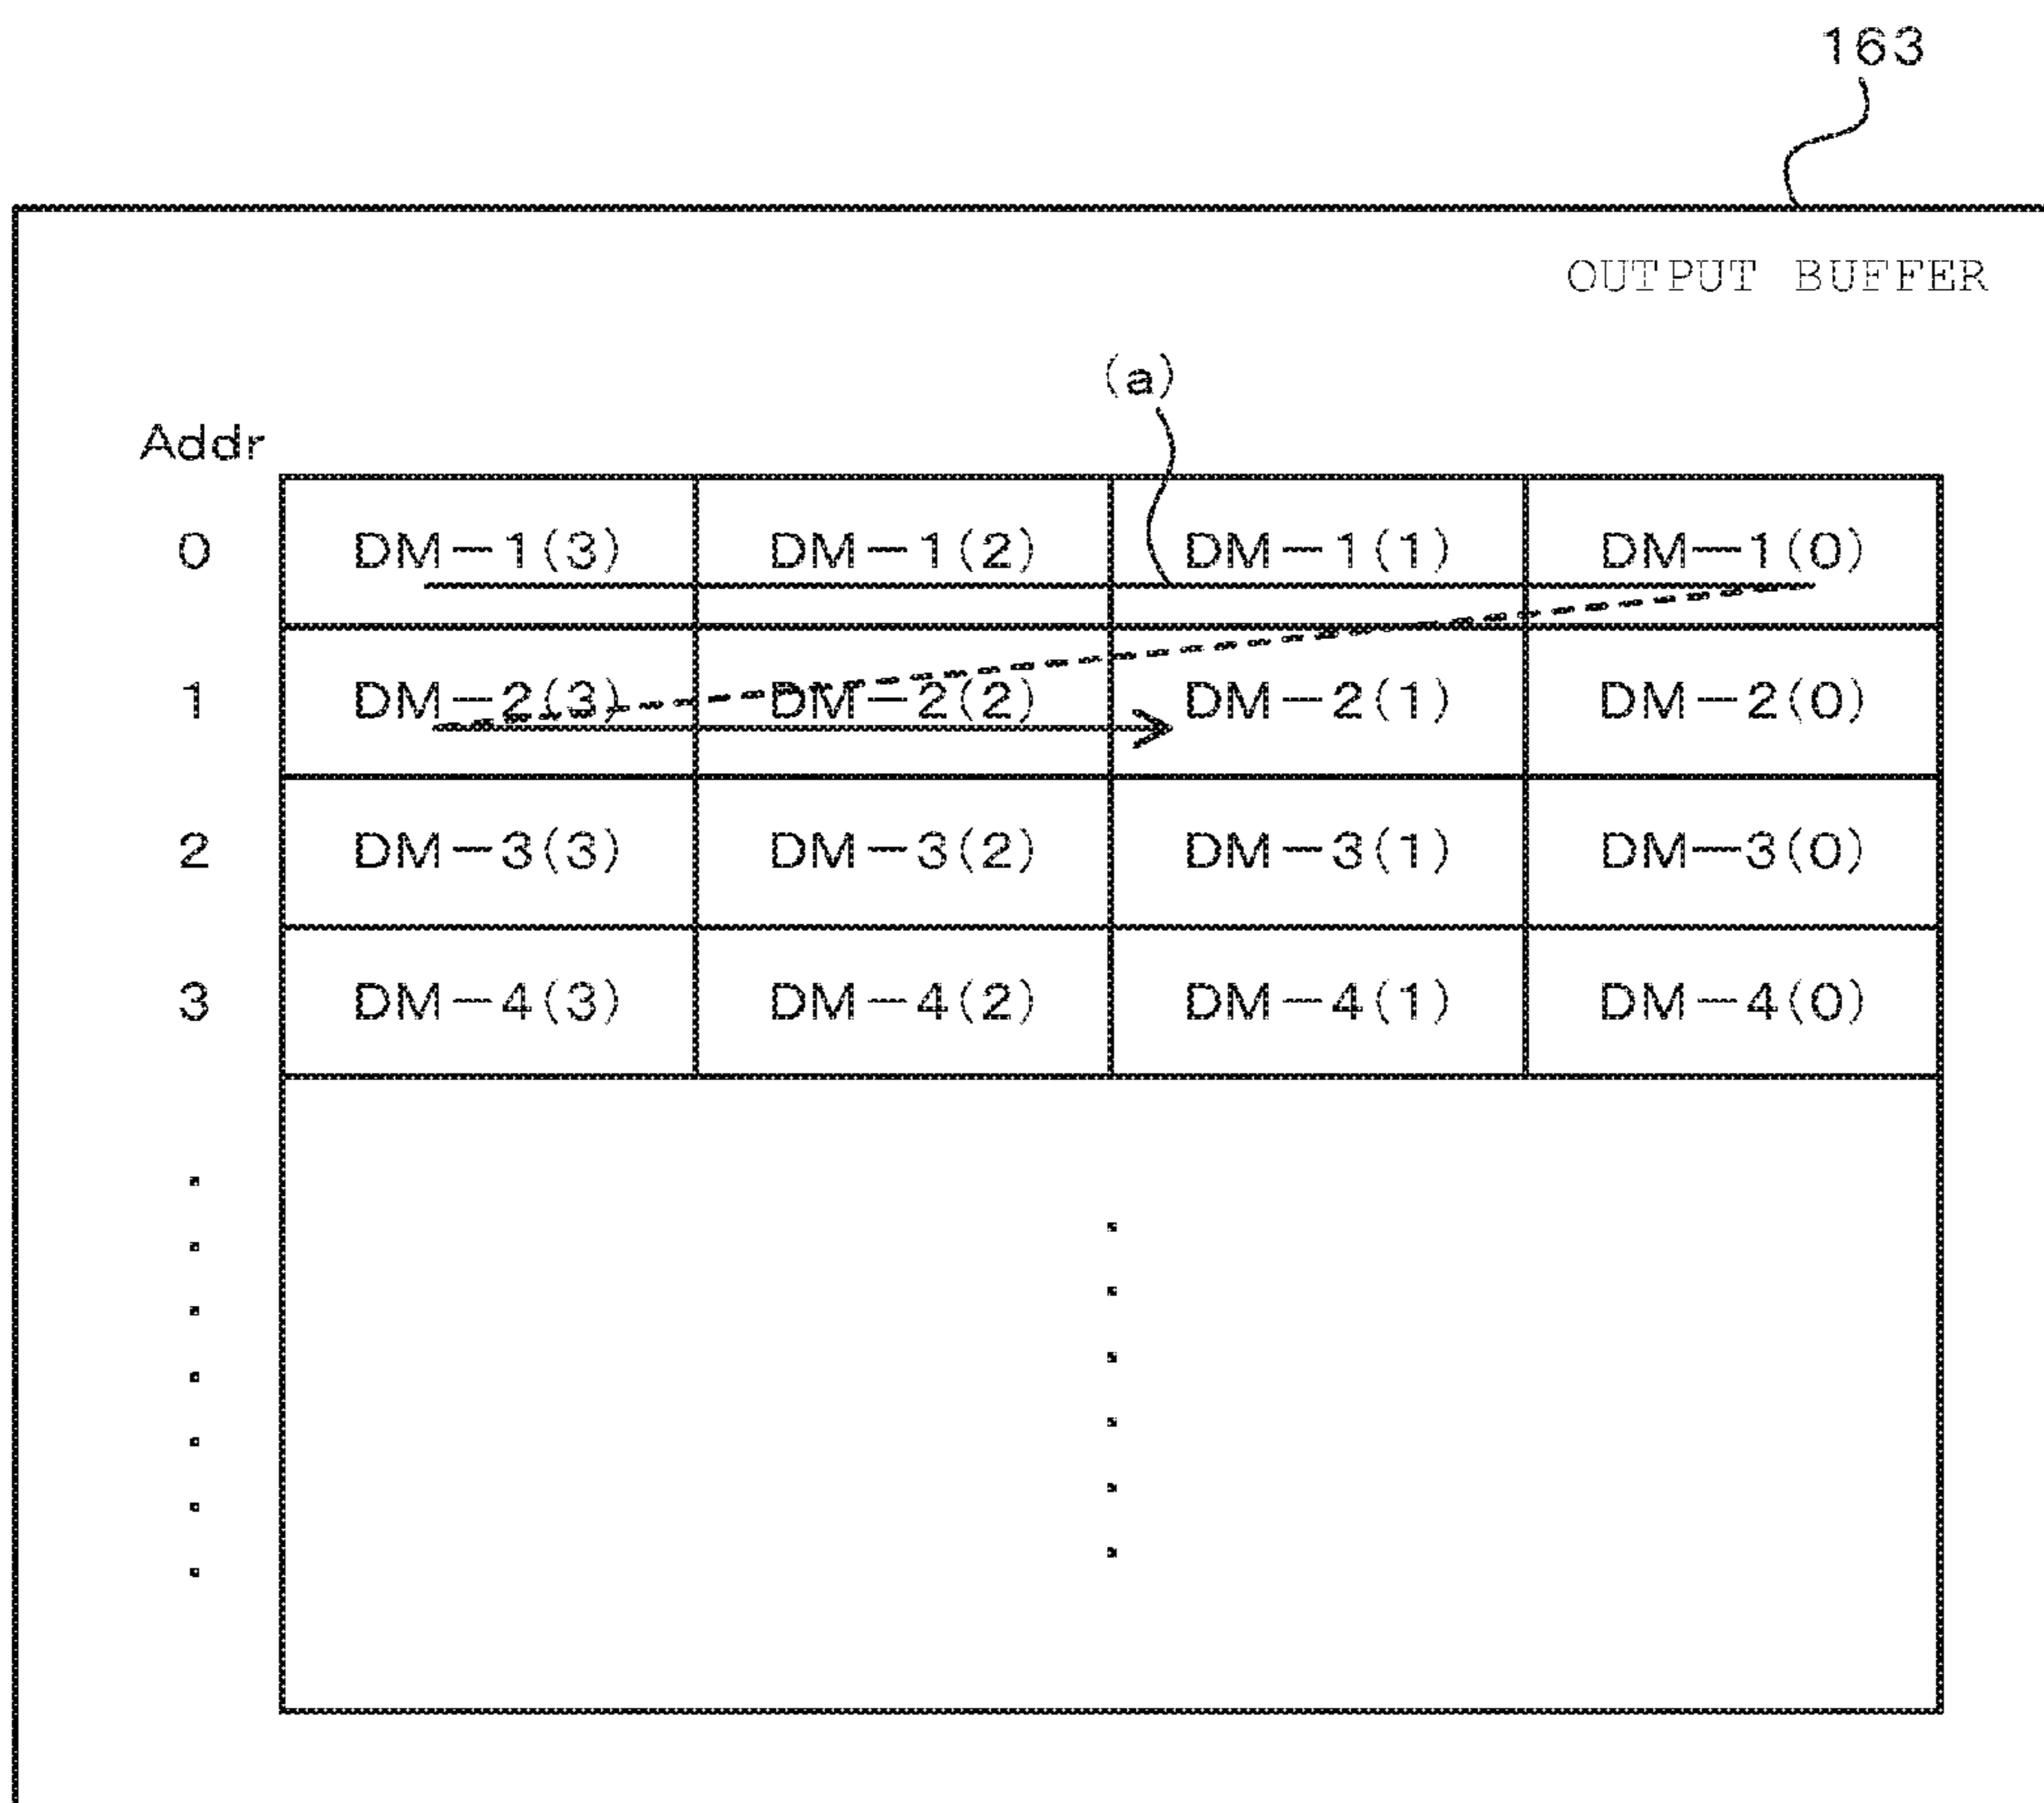 163
OUTPUT BUFFER
(a)
Addr
0 DM-1(3) DM-1(2) DM-1(1) DM-1(0)
1 DM-2(3) DM-2(2) DM-2(1) DM-2(0)
2 DM-3(3) DM-3(2) DM-3(1) DM-3(0)
3 DM-4(3) DM-4(2) DM-4(1) DM-4(0)